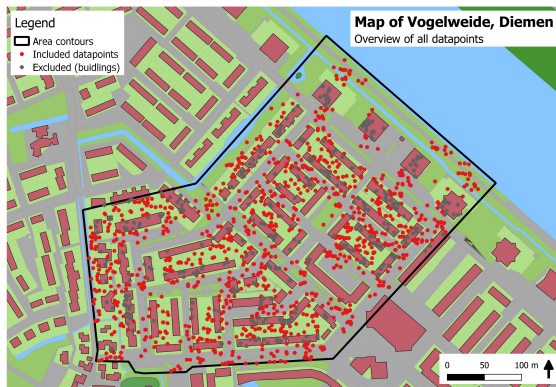 Legend
Area contours
Included datapoints
Excluded (buidlings)
Map of Vogelweide, Diemen
Overview of all datapoints
0 50 100 m